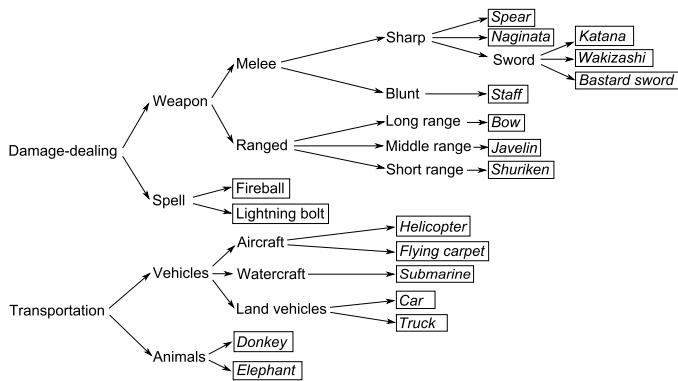 Damage-dealing
Weapon
Melee
Sharp
Spear
Naginata
Sword
Katana
Wakizashi
Bastard sword
Blunt
Staff
Ranged
Long range
Bow
Middle range
Javelin
Short range
Shuriken
Spell
Fireball
Lightning bolt
Transportation
Vehicles
Aircraft
Helicopter
Flying carpet
Watercraft
Submarine
Land vehicles
Car
Truck
Animals
Donkey
Elephant